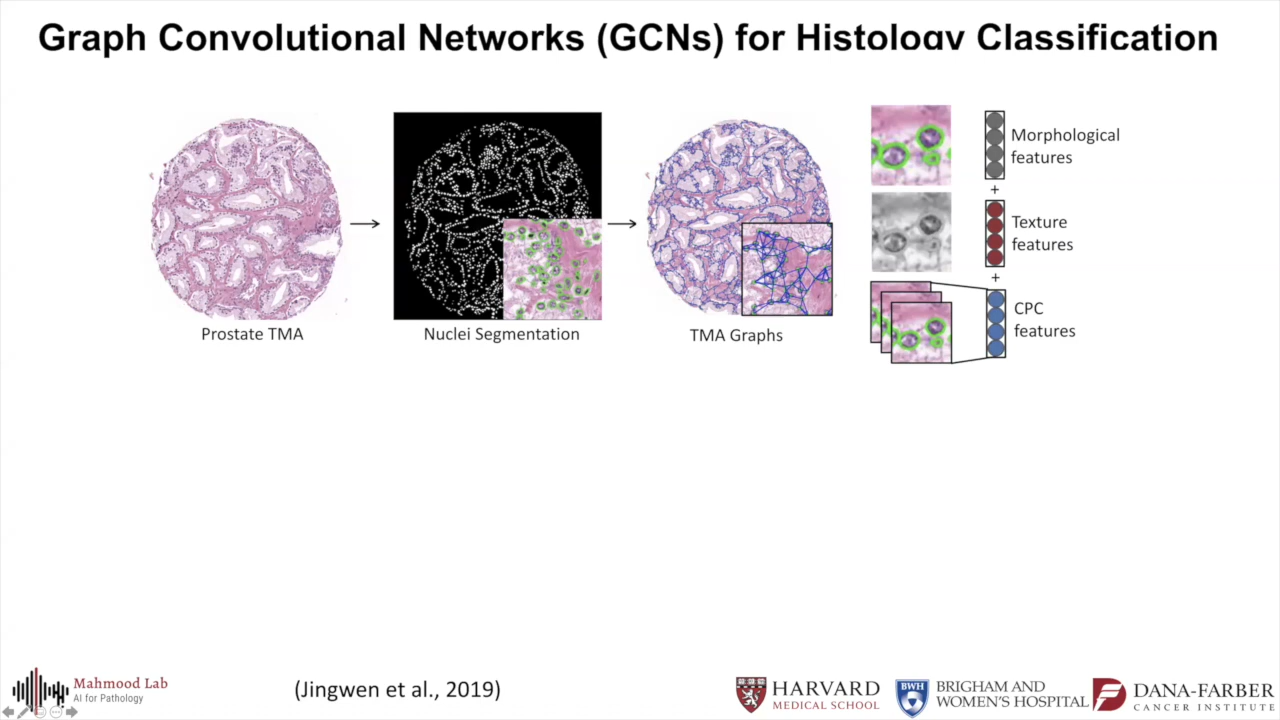 Graph Convolutional Networks (GCNs) for Histology Classification
Prostate TMA
Nuclei Segmentation
TMA Graphs
Morphological
features
+
Texture
features
+
CPC
features
Mahmood Lab
AI for Pathology
(Jingwen et al., 2019)
HARVARD
MEDICAL SCHOOL
BWH
BRIGHAM AND
WOMEN'S HOSPITAL
DANA-FARBER
CANCER INSTITUTE